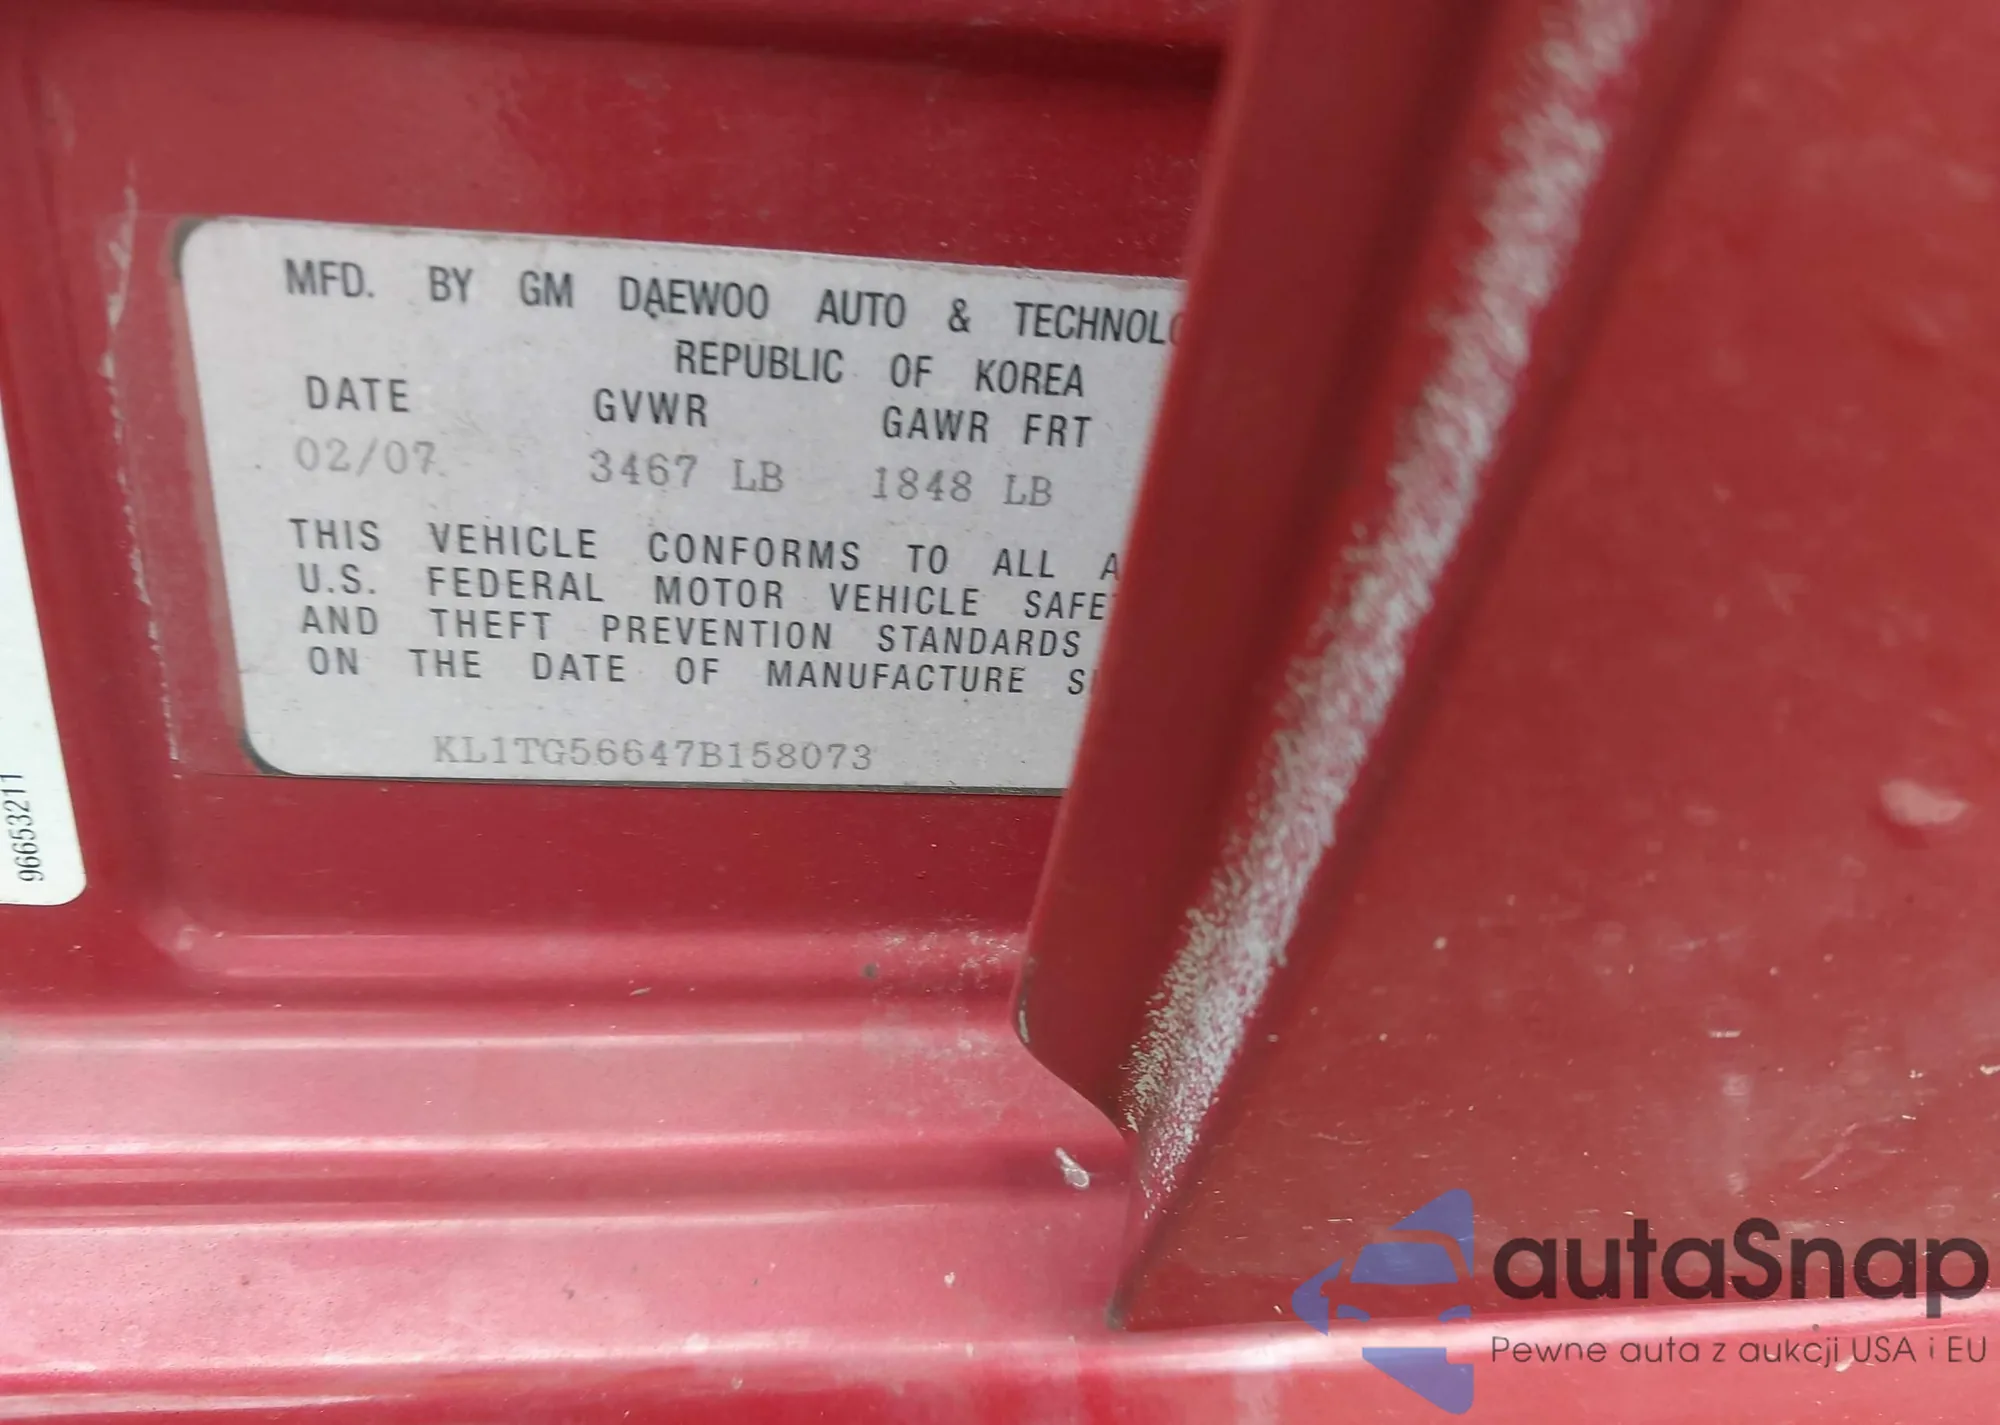 MFD. BY GM DAEWOO AUTO & TECHNOLO
REPUBLIC OF KOREA
DATE GVWR GAWR FRT
02/07 3467 LB 1848 LB
THIS VEHICLE CONFORMS TO ALL A
U.S. FEDERAL MOTOR VEHICLE SAFE
AND THEFT PREVENTION STANDARDS
ON THE DATE OF MANUFACTURE S
KL1TG56647B158073
96653211
autaSnap
Pewne auta z aukcji USA i EU